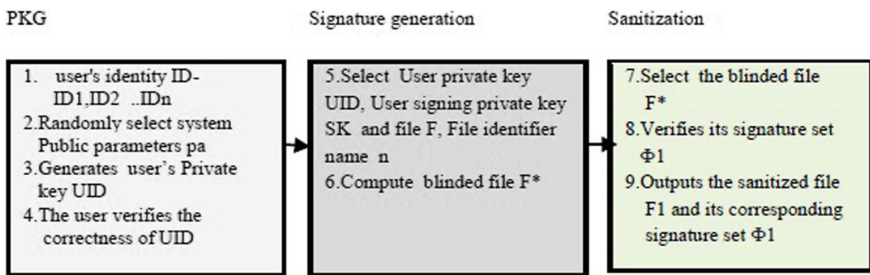 PKG
Signature generation
Sanitization
1. user's identity ID-
ID1,ID2 ..IDn
2.Randomly select system
Public parameters pa
3.Generates user’s Private
key UID
4.The user verifies the
correctness of UID
5.Select User private key
UID, User signing private key
SK and file F, File identifier
name n
6.Compute blinded file F*
7.Select the blinded file
F*
8.Verifies its signature set
Φ1
9.Outputs the sanitized file
F1 and its corresponding
signature set Φ1